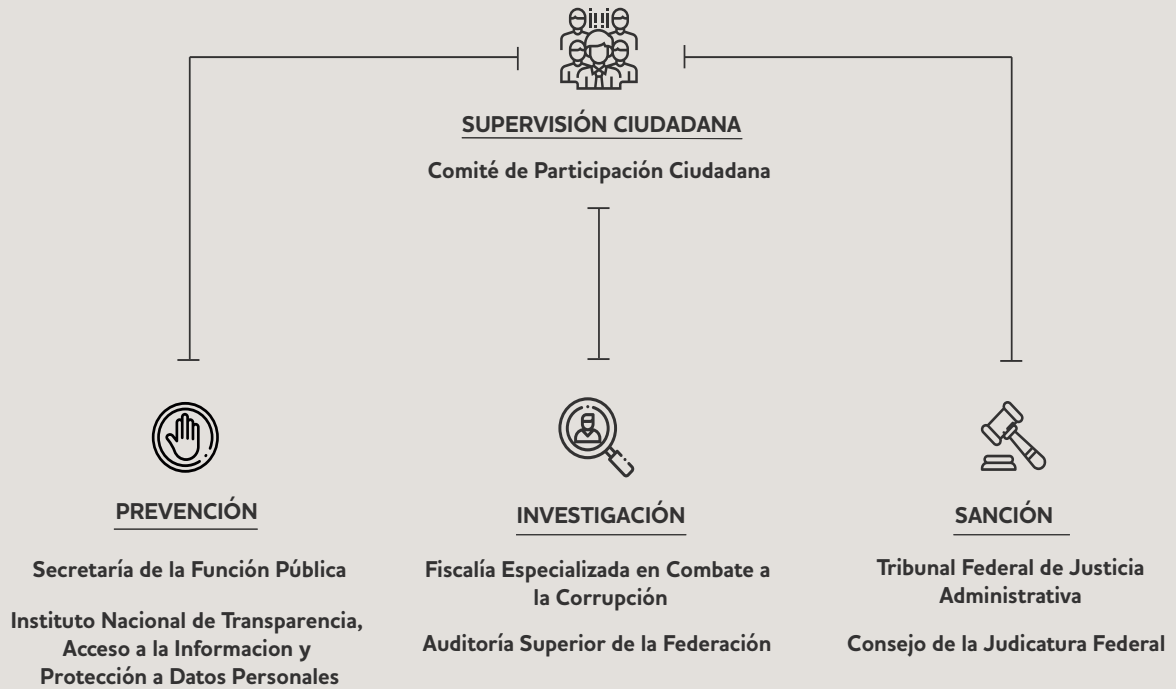 SUPERVISIÓN CIUDADANA
Comité de Participación Ciudadana
PREVENCIÓN
Secretaría de la Función Pública
Instituto Nacional de Transparencia,
Acceso a la Informacion y
Protección a Datos Personales
INVESTIGACIÓN
Fiscalía Especializada en Combate a
la Corrupción
Auditoría Superior de la Federación
SANCIÓN
Tribunal Federal de Justicia
Administrativa
Consejo de la Judicatura Federal